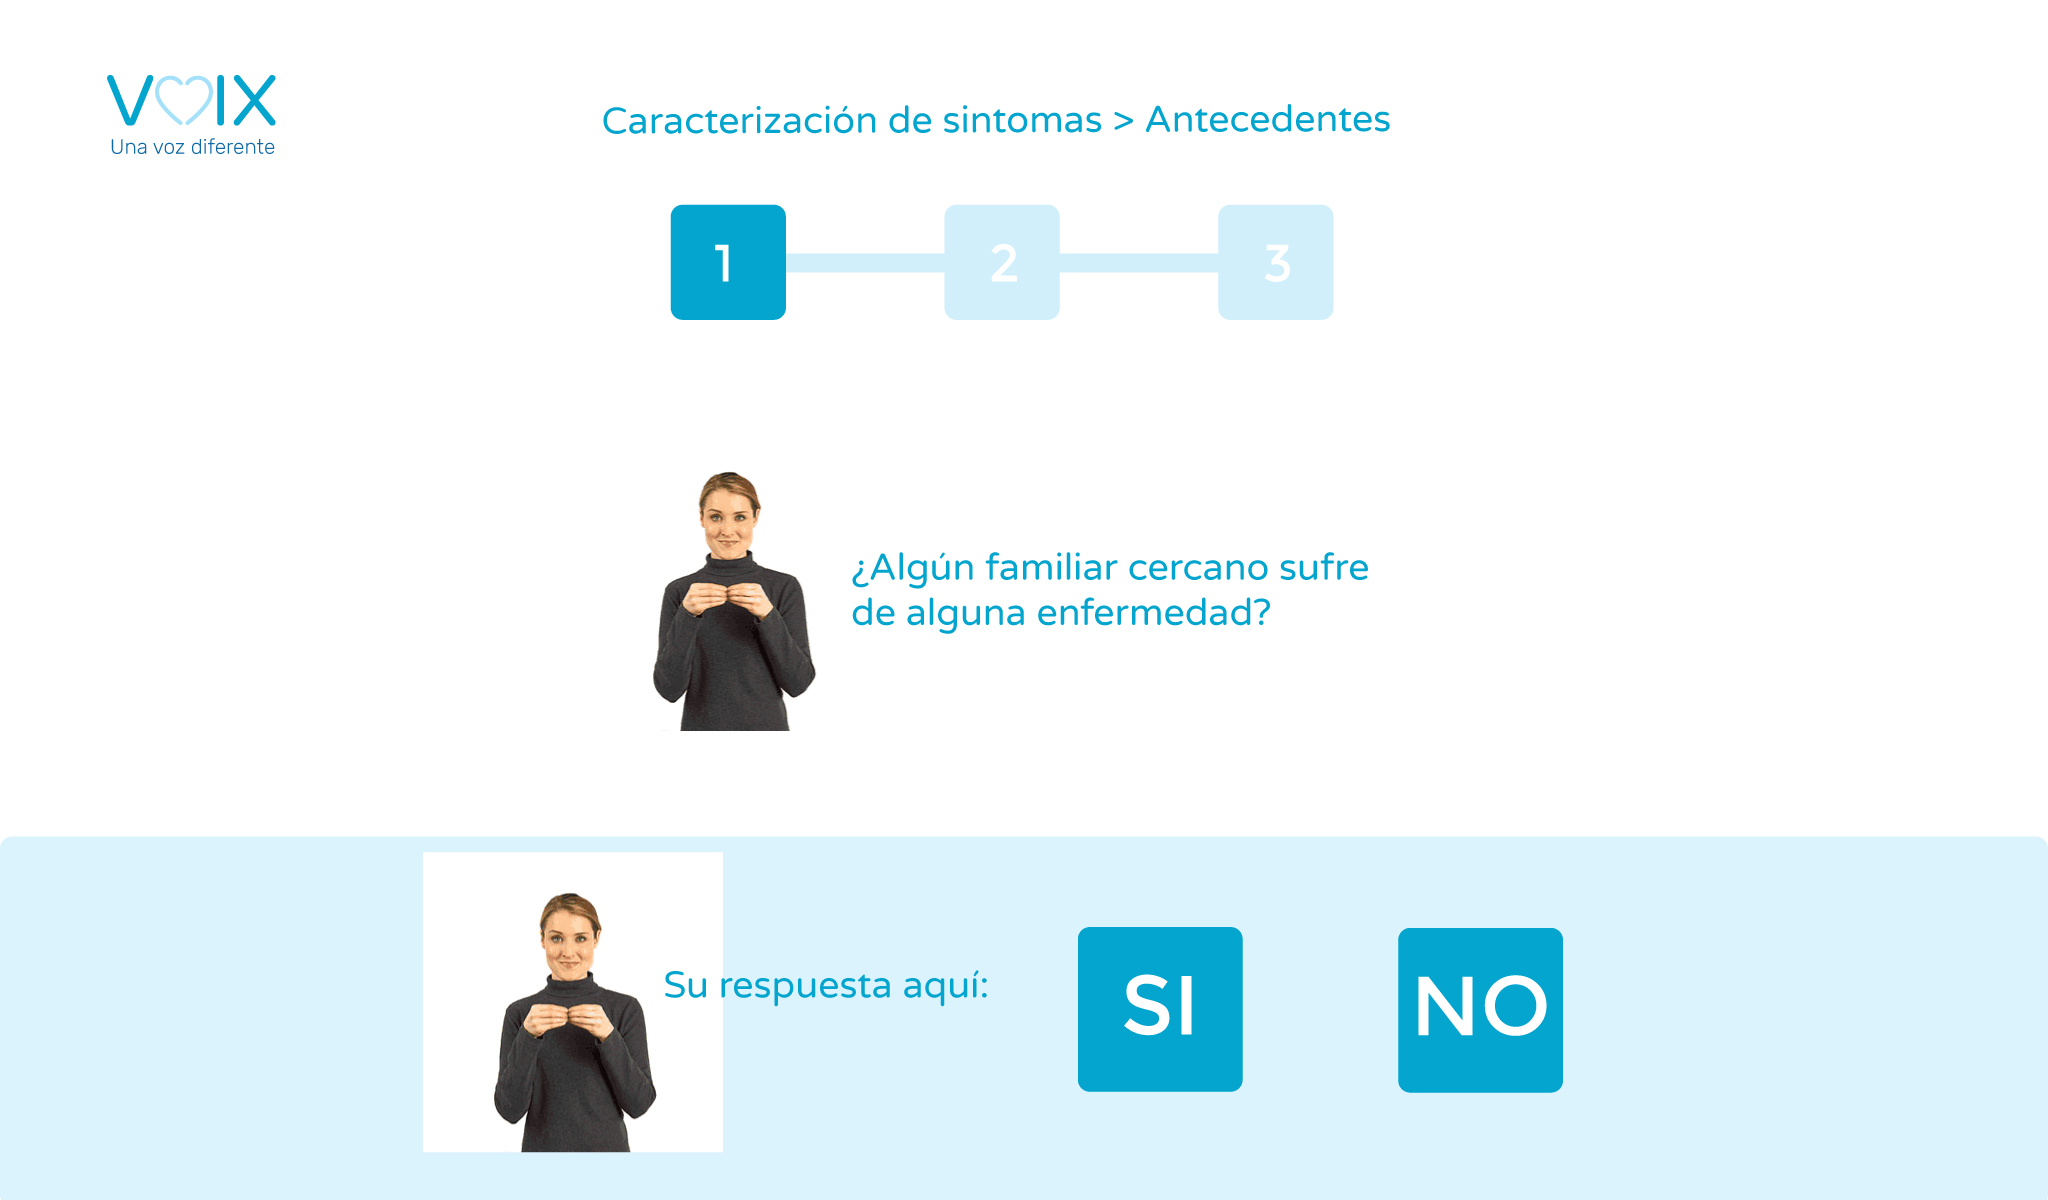 VOIX
Una voz diferente
Caracterización de sintomas > Antecedentes
1
2
3
¿Algún familiar cercano sufre
de alguna enfermedad?
Su respuesta aquí:
SI
NO